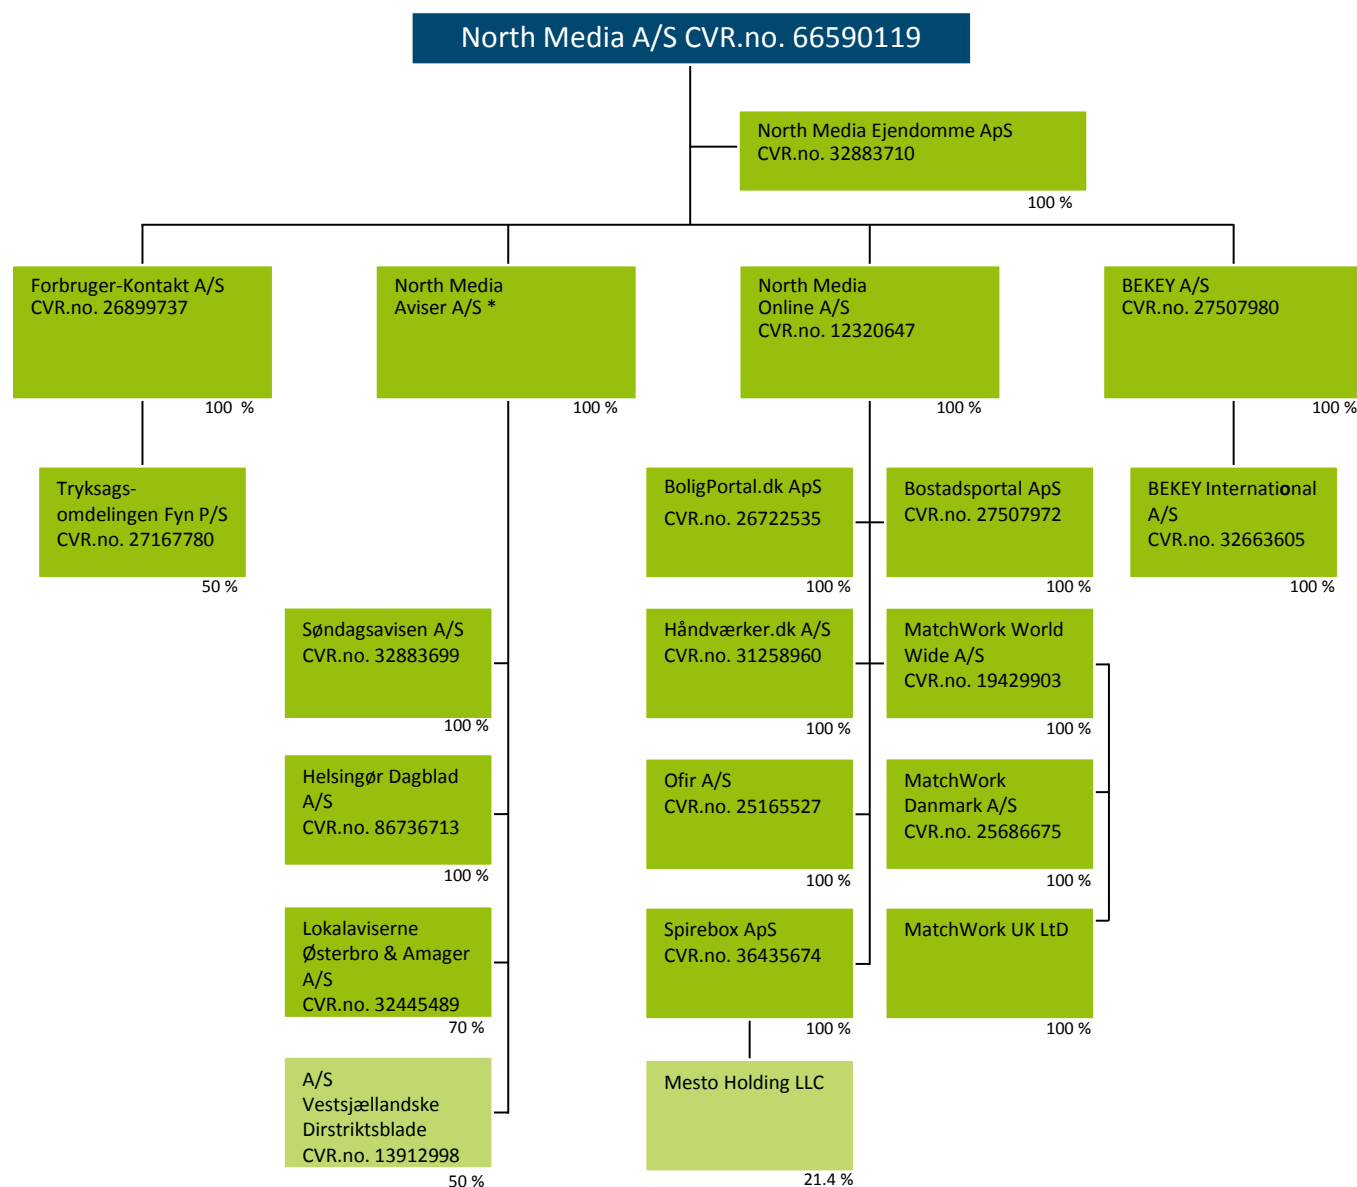 North Media A/S CVR.no. 66590119
North Media Ejendomme ApS
CVR.no. 32883710
100 %
Forbruger-Kontakt A/S
CVR.no. 26899737
100 %
North Media
Aviser A/S *
100 %
North Media
Online A/S
CVR.no. 12320647
100 %
BEKEY A/S
CVR.no. 27507980
100 %
Tryksags-
omdelingen Fyn P/S
CVR.no. 27167780
50 %
BoligPortal.dk ApS
CVR.no. 26722535
100 %
Bostadsportal ApS
CVR.no. 27507972
100 %
BEKEY International
A/S
CVR.no. 32663605
100 %
Søndagsavisen A/S
CVR.no. 32883699
100 %
Håndværker.dk A/S
CVR.no. 31258960
100 %
MatchWork World
Wide A/S
CVR.no. 19429903
100 %
Helsingør Dagblad
A/S
CVR.no. 86736713
100 %
Ofir A/S
CVR.no. 25165527
100 %
MatchWork
Danmark A/S
CVR.no. 25686675
100 %
Lokalaviserne
Østerbro & Amager
A/S
CVR.no. 32445489
70 %
Spirebox ApS
CVR.no. 36435674
100 %
MatchWork UK LtD
100 %
A/S
Vestsjællandske
Dirstriktsblade
CVR.no. 13912998
50 %
Mesto Holding LLC
21.4 %